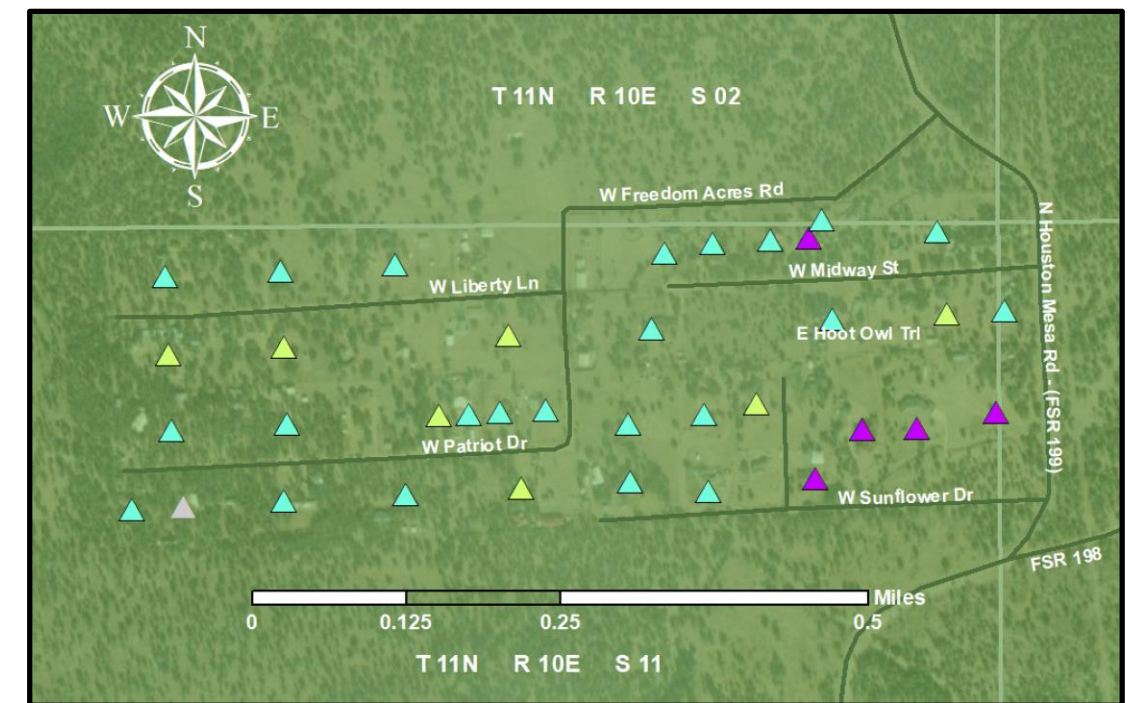 N
W
E
S
T 11N R 10E S 02
W Freedom Acres Rd
N Houston Mesa Rd - (FSR 199)
W Liberty Ln
W Midway St
E Hoot Owl Trl
W Patriot Dr
W Sunflower Dr
FSR 198
Miles
0 0.125 0.25 0.5
T 11N R 10E S 11